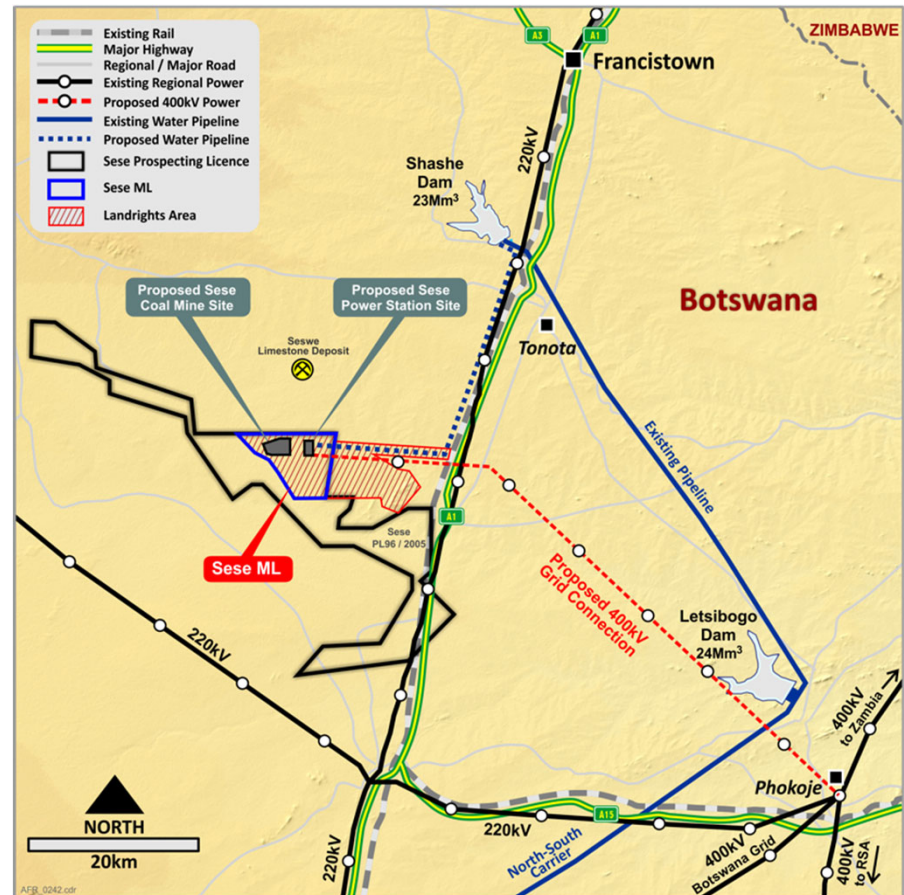 Existing Rail
Major Highway
Regional / Major Road
Existing Regional Power
Proposed 400kV Power
Existing Water Pipeline
Proposed Water Pipeline
Sese Prospecting Licence
Sese ML
Landrights Area
A3
A1
ZIMBABWE
Francistown
220kV
Shashe
Dam
23Mm³
Proposed Sese
Coal Mine Site
Proposed Sese
Power Station Site
Botswana
Seswe
Limestone Deposit
Tonota
Existing Pipeline
A1
Sese
PL96 / 2005
Sese ML
Proposed 400kV
Grid Connection
Letsibogo
Dam
24Mm³
220kV
400kV
to Zambia
Phokoje
NORTH
20km
220kV
220kV
A15
North-South
Carrier
400kV
Botswana Grid
400kV
to RSA
AFR_0242.cdr